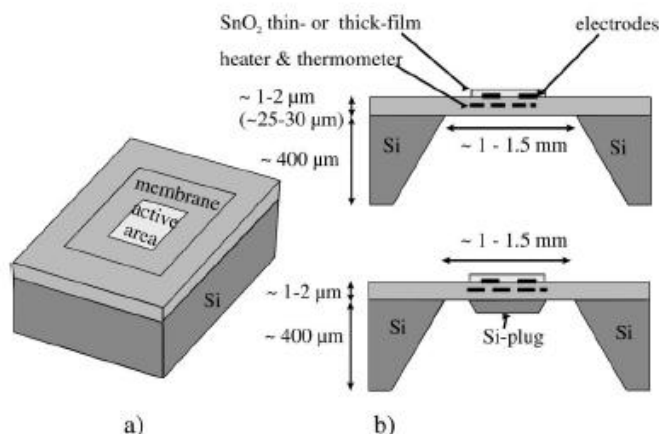 SnO₂ thin- or thick-film
electrodes
heater & thermometer
~ 1-2 µm
(~25-30 µm)
~ 400 µm
Si
~ 1 - 1.5 mm
Si
membrane
active
area
Si
~ 1 - 1.5 mm
~ 1-2 µm
~ 400 µm
Si
Si-plug
Si
a)
b)